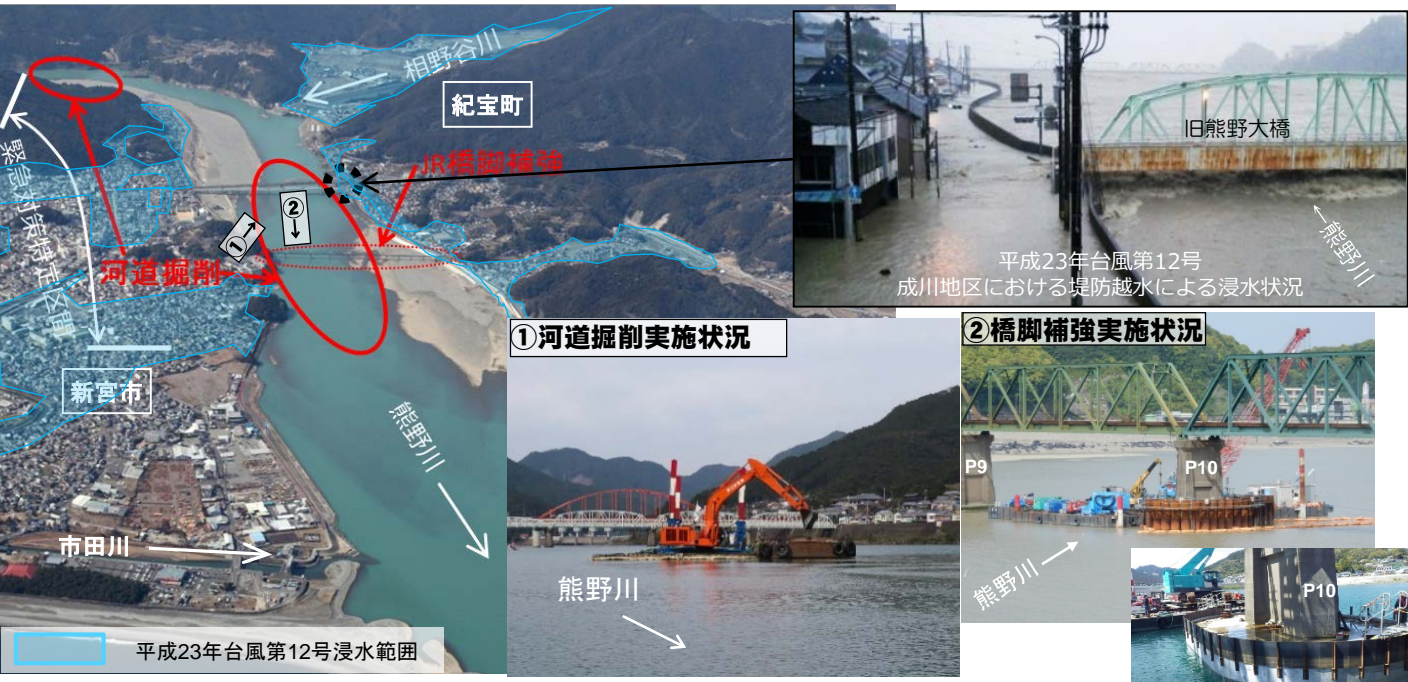 相野谷川
紀宝町
JR橋脚補強
緊急対策特定区間
①
②
河道掘削
新宮市
熊野川
市田川
平成23年台風第12号浸水範囲
旧熊野大橋
←熊野川
平成23年台風第12号
成川地区における堤防越水による浸水状況
①河道掘削実施状況
熊野川
②橋脚補強実施状況
P9
P10
熊野川
P10